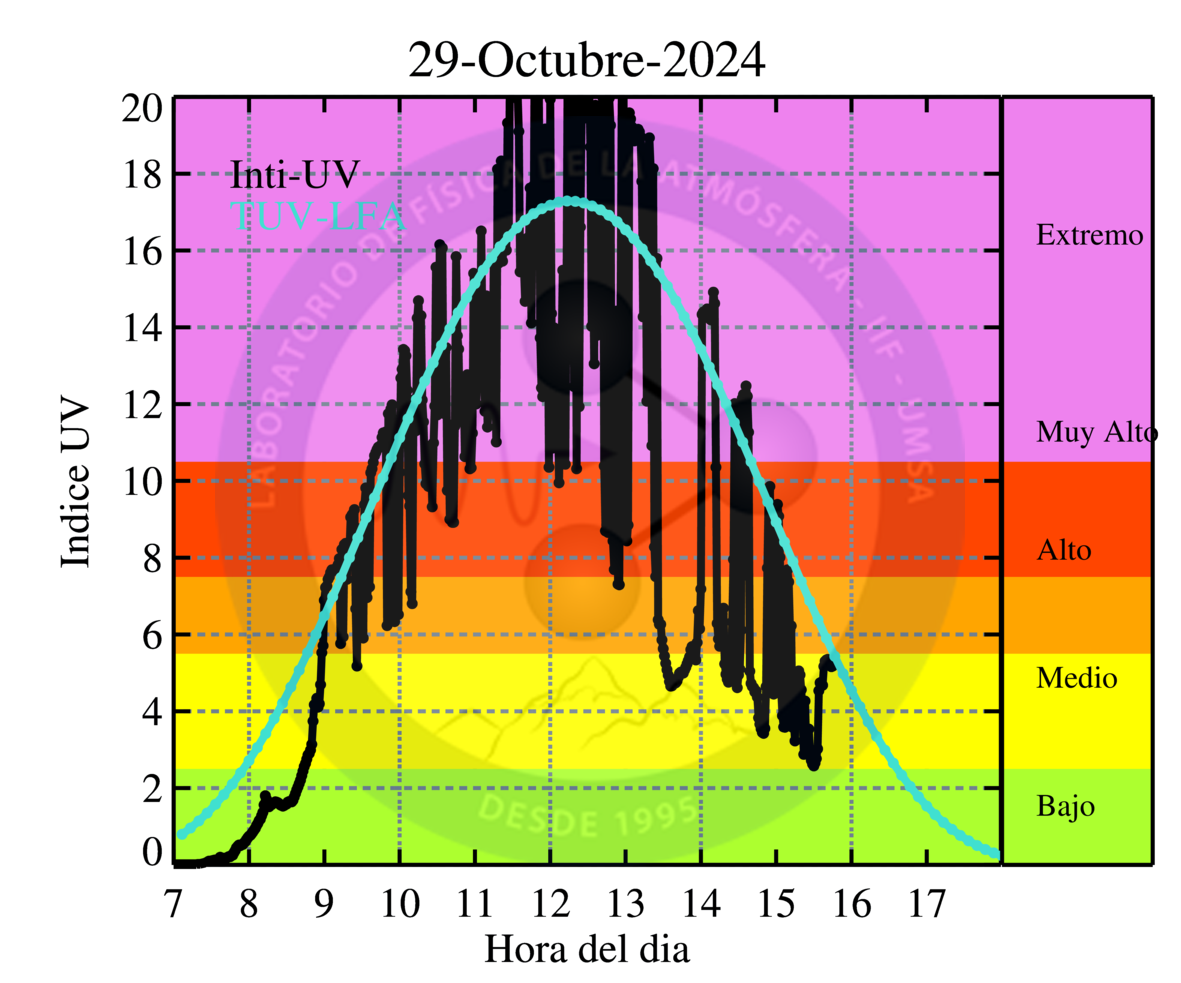 29-Octubre-2024
20
18
16
14
12
10
8
6
4
2
0
Indice UV
Inti-UV
TUV-LFA
LABORATORIO DE FÍSICA DE LA ATMÓSFERA - IIF - UMSA
DESDE 1995
Extremo
Muy Alto
Alto
Medio
Bajo
7 8 9 10 11 12 13 14 15 16 17
Hora del dia